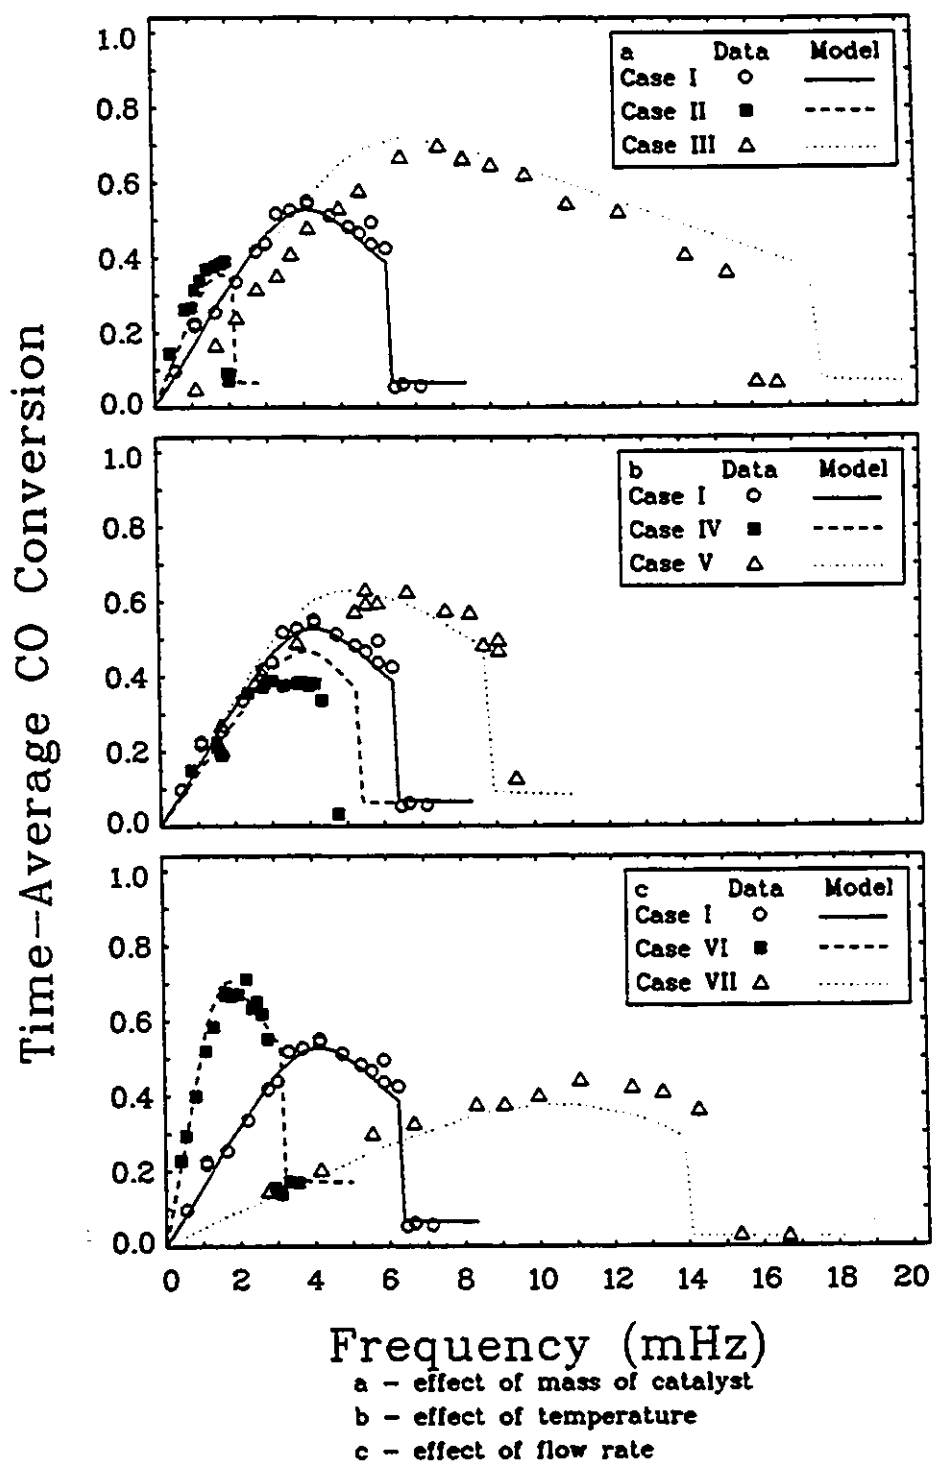 Time-Average CO Conversion
1.0
0.8
0.6
0.4
0.2
0.0
a Data Model
Case I
Case II
Case III
1.0
0.8
0.6
0.4
0.2
0.0
b Data Model
Case I
Case IV
Case V
1.0
0.8
0.6
0.4
0.2
0.0
c Data Model
Case I
Case VI
Case VII
0 2 4 6 8 10 12 14 16 18 20
Frequency (mHz)
a - effect of mass of catalyst
b - effect of temperature
c - effect of flow rate